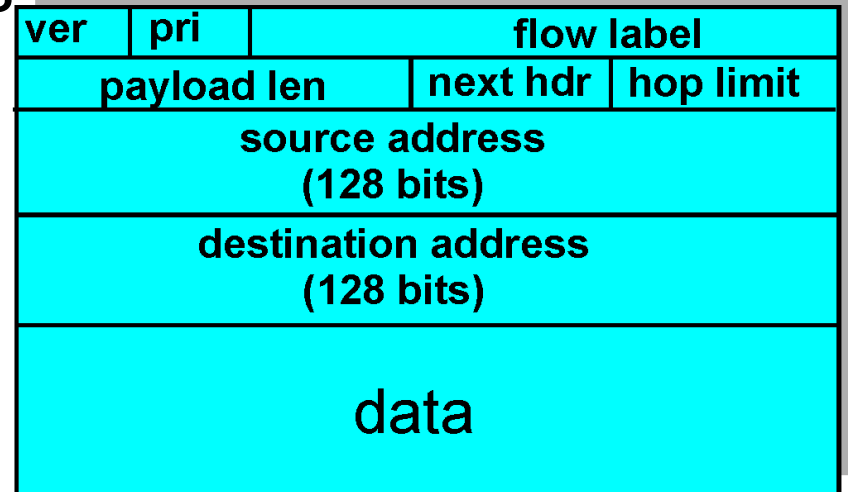 ver pri flow label
payload len next hdr hop limit
source address
(128 bits)
destination address
(128 bits)
data